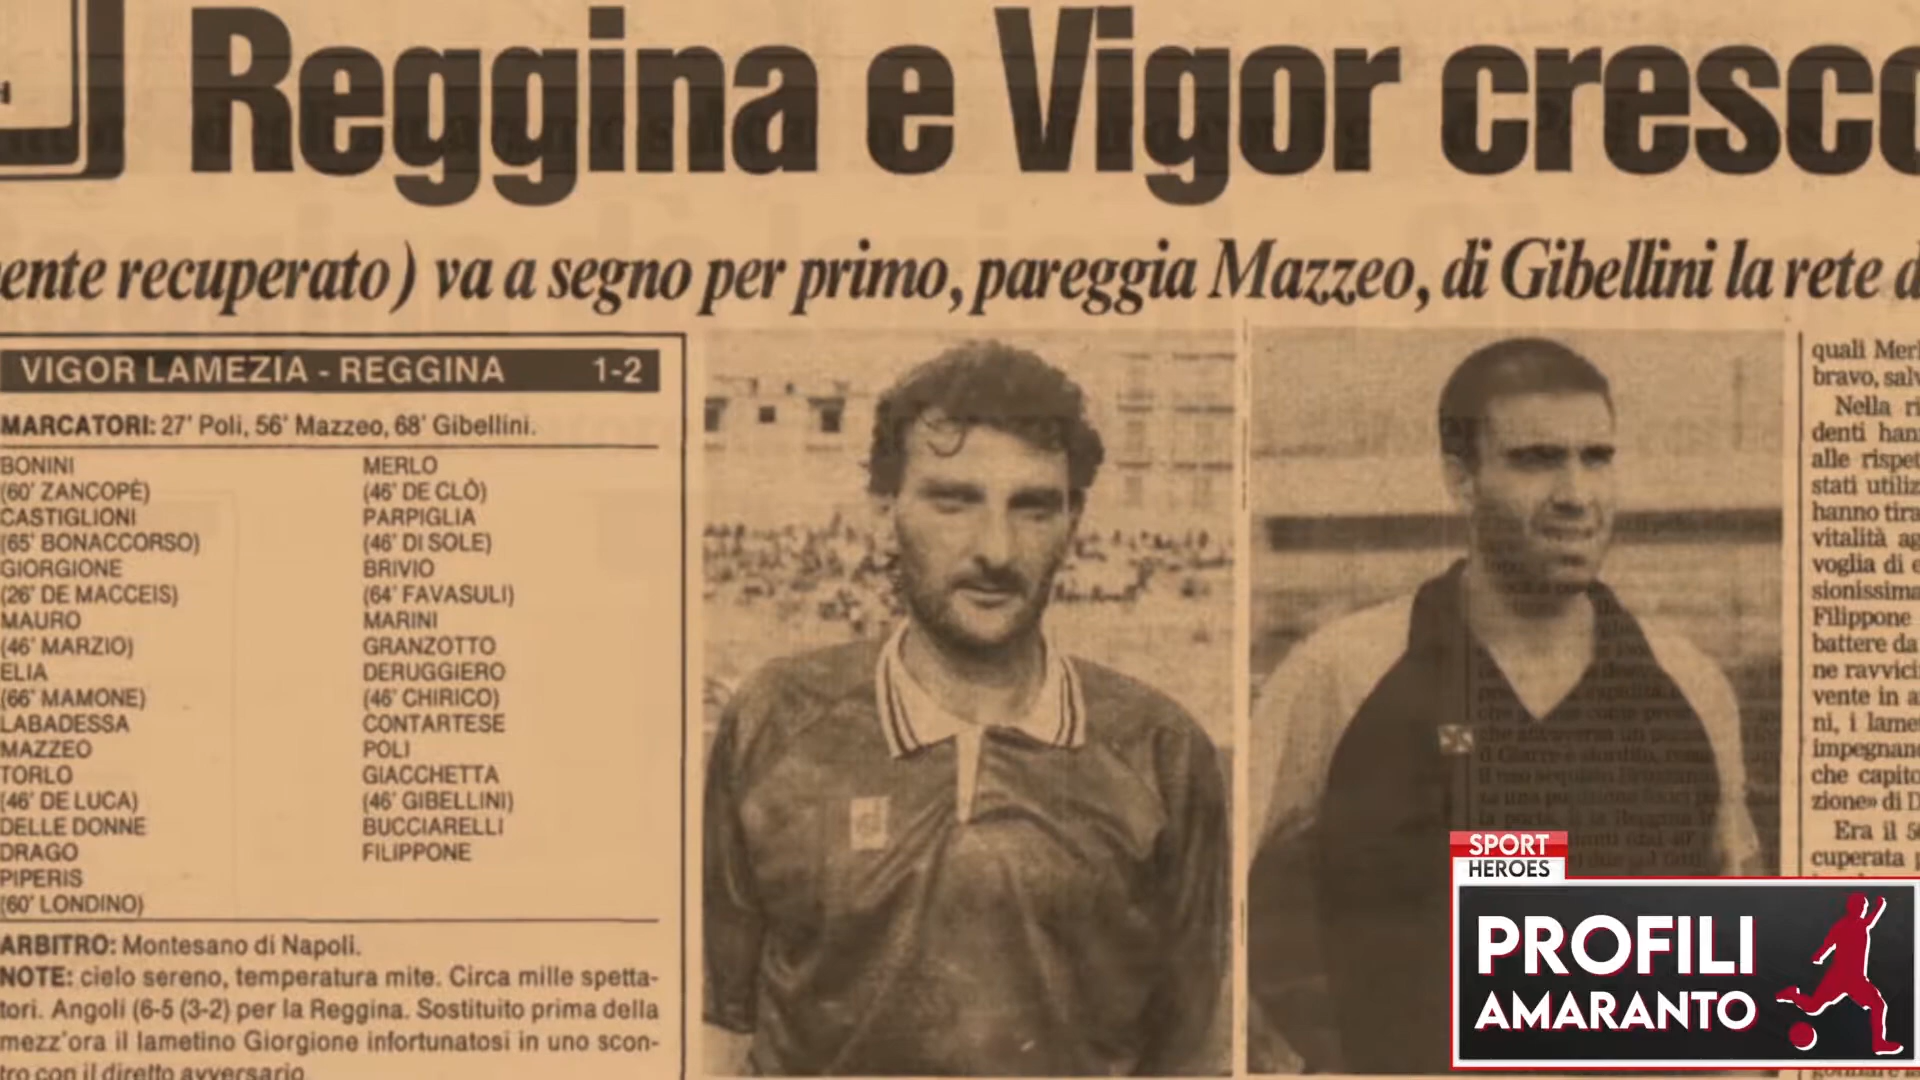 Reggina e Vigor cresco
ente recuperato) va a segno per primo, pareggia Mazzeo, di Gibellini la rete d
VIGOR LAMEZIA - REGGINA 1-2
MARCATORI: 27' Poli, 56' Mazzeo, 68' Gibellini.
BONINI
(60' ZANCOPÈ)
CASTIGLIONI
(65' BONACCORSO)
GIORGIONE
(26' DE MACCEIS)
MAURO
(46' MARZIO)
ELIA
(66' MAMONE)
LABADESSA
MAZZEO
TORLO
(46' DE LUCA)
DELLE DONNE
DRAGO
PIPERIS
(60' LONDINO)
MERLO
(46' DE CLÒ)
PARPIGLIA
(46' DI SOLE)
BRIVIO
(64' FAVASULI)
MARINI
GRANZOTTO
DERUGGIERO
(46' CHIRICO)
CONTARTESE
POLI
GIACCHETTA
(46' GIBELLINI)
BUCCIARELLI
FILIPPONE
ARBITRO: Montesano di Napoli.
NOTE: cielo sereno, temperatura mite. Circa mille spetta-
tori. Angoli (6-5 (3-2) per la Reggina. Sostituito prima della
mezz'ora il lametino Giorgione infortunatosi in uno scon-
tro con il diretto avversario.
quali Merl
bravo, salv
Nella ri
denti hann
alle rispet
stati utiliz
hanno tira
vitalità ag
voglia di e
sionissima
Filippone
battere da
ne ravvici
vente in a
ni, i lame
impegnand
che capito
zione» di D
Era il 5
cuperata p
SPORT
HEROES
PROFILI
AMARANTO